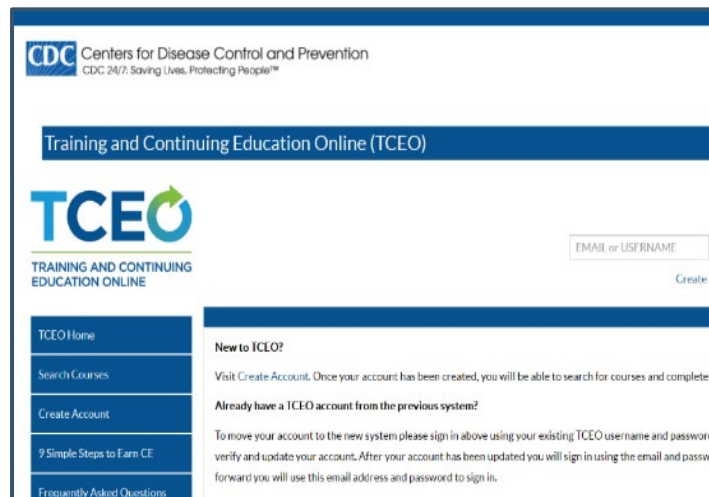 CDC Centers for Disease Control and Prevention
CDC 24/7: Saving Lives, Protecting People™
Training and Continuing Education Online (TCEO)
TCEO
TRAINING AND CONTINUING
EDUCATION ONLINE
EMAIL or USERNAME
Create
TCEO Home
Search Courses
Create Account
9 Simple Steps to Earn CE
Frequently Asked Questions
New to TCEO?
Visit Create Account. Once your account has been created, you will be able to search for courses and complete
Already have a TCEO account from the previous system?
To move your account to the new system please sign in above using your existing TCEO username and password
verify and update your account. After your account has been updated you will sign in using the email and passw
forward you will use this email address and password to sign in.